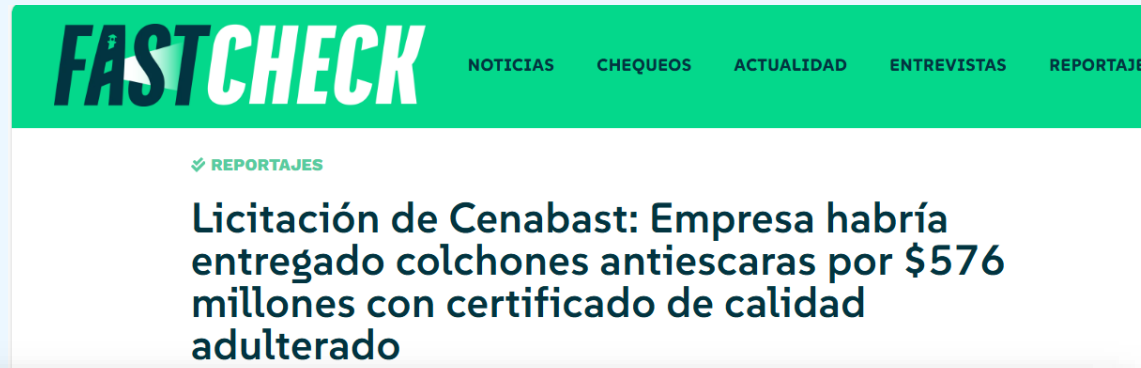 FASTCHECK
NOTICIAS CHEQUEOS ACTUALIDAD ENTREVISTAS REPORTAJE
REPORTAJES
Licitación de Cenabast: Empresa habría
entregado colchones antiescaras por $576
millones con certificado de calidad
adulterado